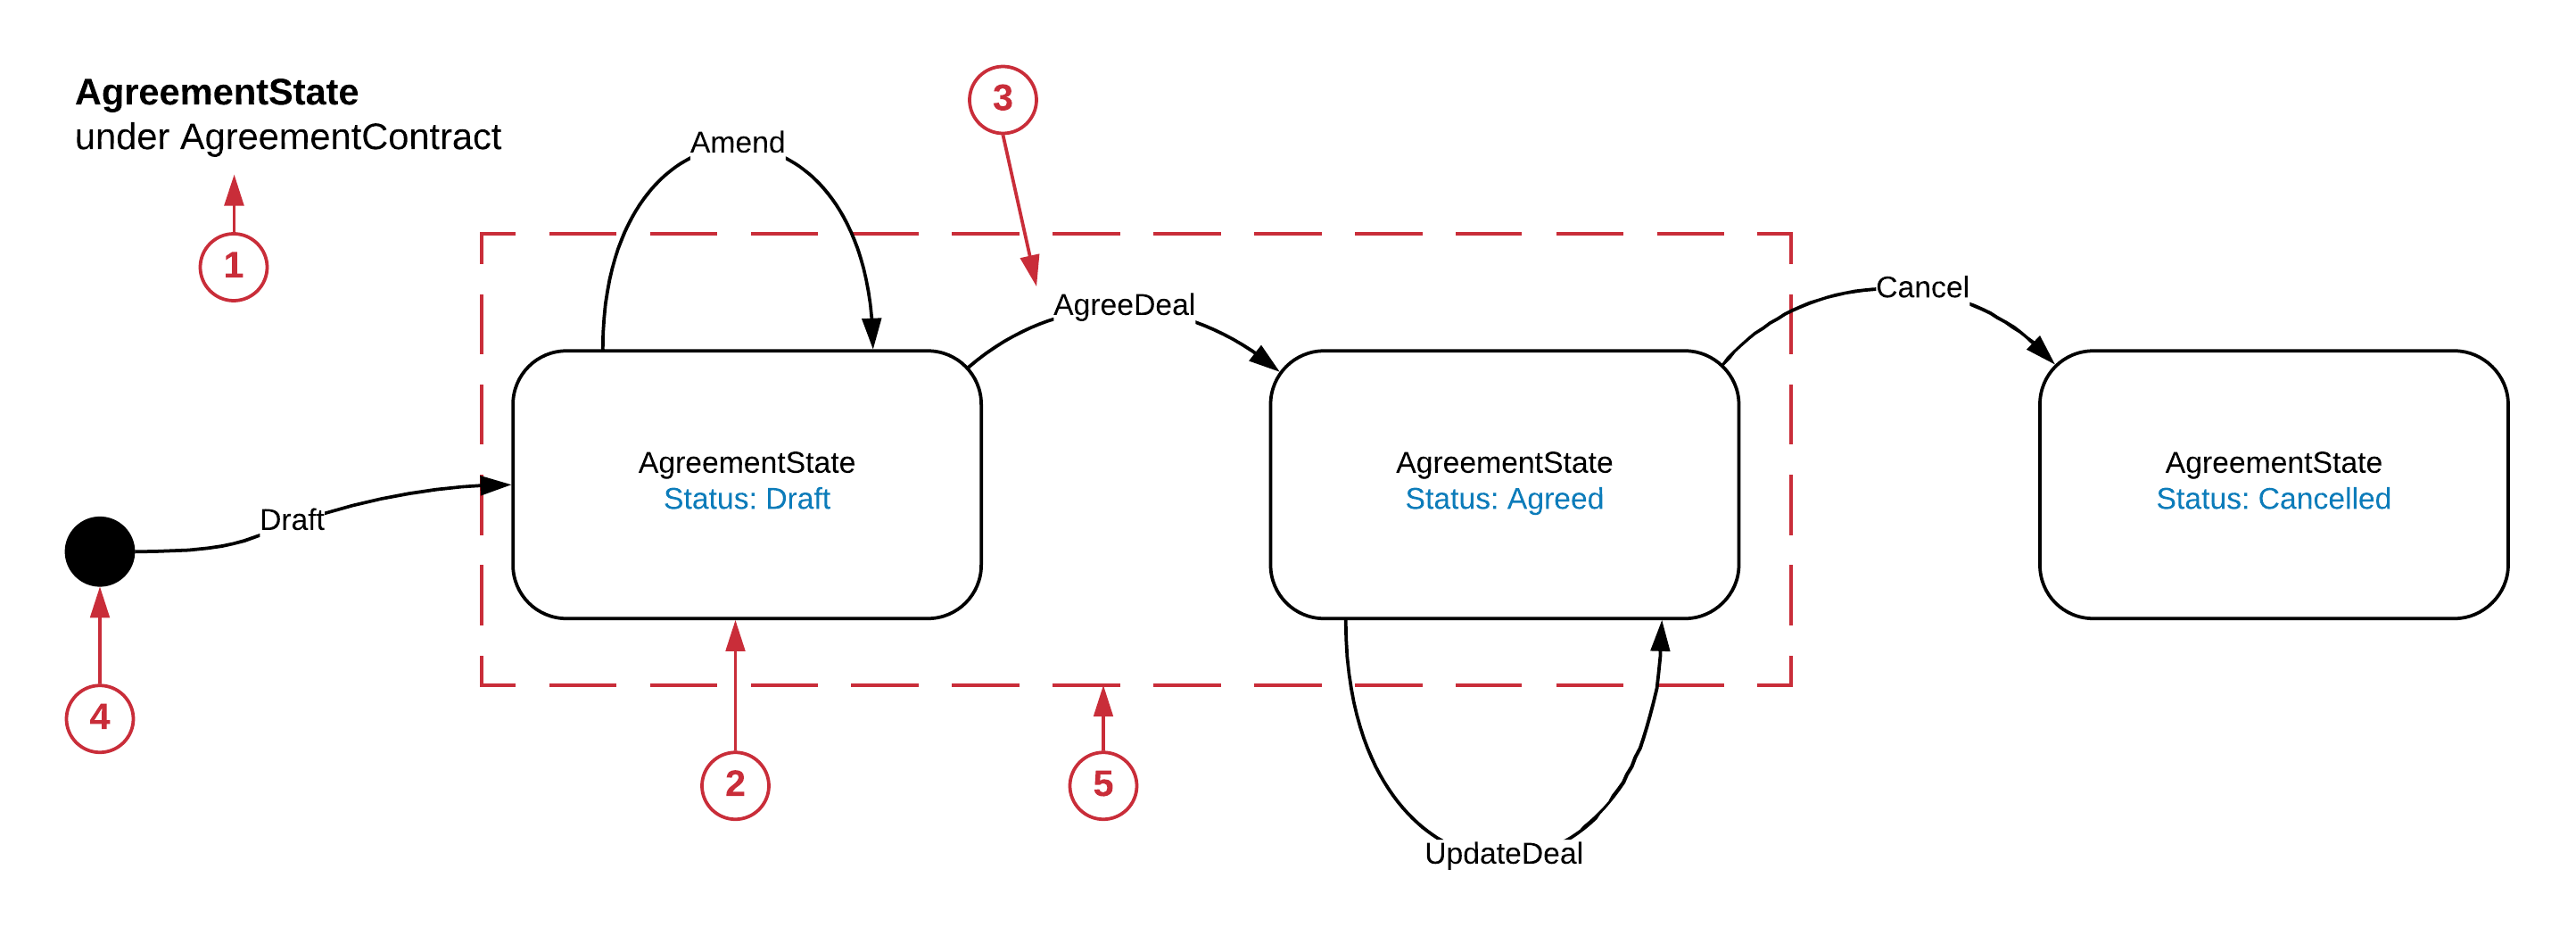 AgreementState
under AgreementContract
1
3
Amend
AgreeDeal
Cancel
AgreementState
Status: Draft
AgreementState
Status: Agreed
AgreementState
Status: Cancelled
Draft
4
2
5
UpdateDeal